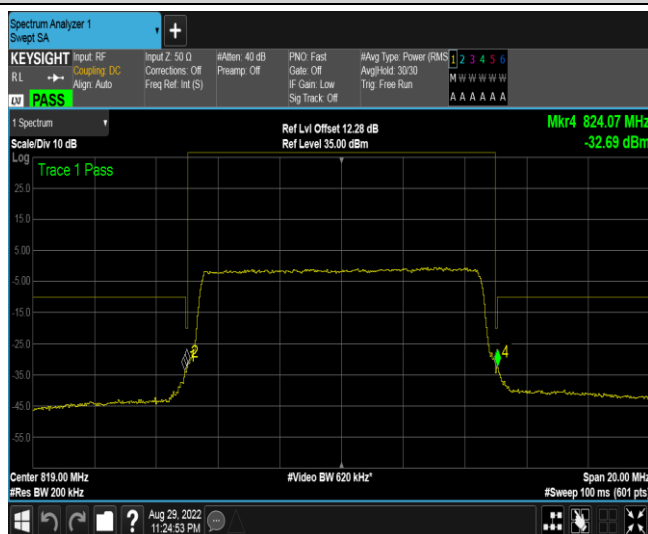 Spectrum Analyzer 1
Swept SA
+
KEYSIGHT
RL
LXI PASS
Input: RF
Coupling: DC
Align: Auto
Input Z: 50 Ω
Corrections: Off
Freq Ref: Int (S)
#Atten: 40 dB
Preamp: Off
PNO: Fast
Gate: Off
IF Gain: Low
Sig Track: Off
#Avg Type: Power (RMS
Avg|Hold: 30/30
Trig: Free Run
1 2 3 4 5 6
M W W W W W
A A A A A A
1 Spectrum
Scale/Div 10 dB
Ref Lvl Offset 12.28 dB
Ref Level 35.00 dBm
Mkr4 824.07 MHz
-32.69 dBm
Log
Trace 1 Pass
25.0
15.0
5.00
-5.00
-15.0
-25.0
2
4
-35.0
-45.0
-55.0
Center 819.00 MHz
#Res BW 200 kHz
#Video BW 620 kHz*
Span 20.00 MHz
#Sweep 100 ms (601 pts)
?
Aug 29, 2022
11:24:53 PM